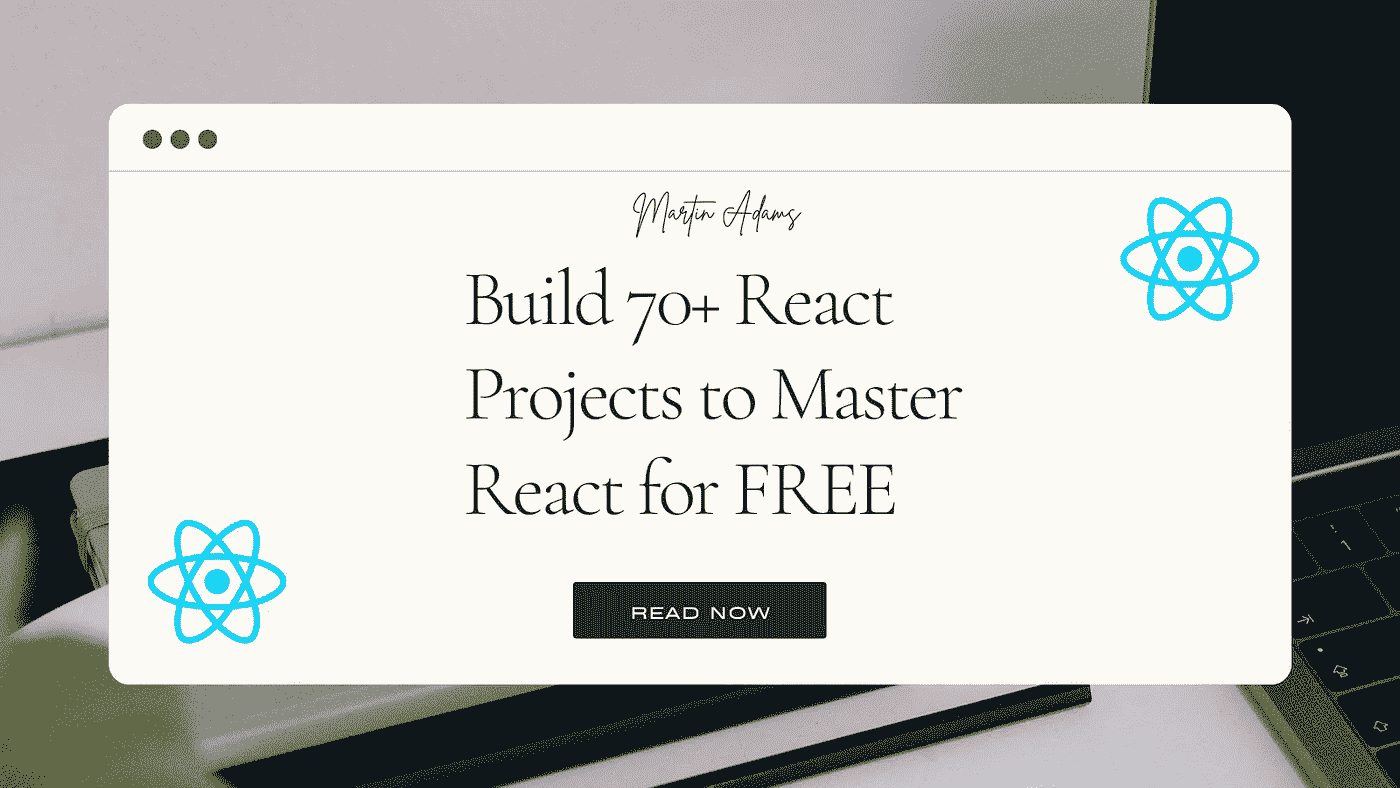 Martin Adams
Build 70+ React
Projects to Master
React for FREE
READ NOW